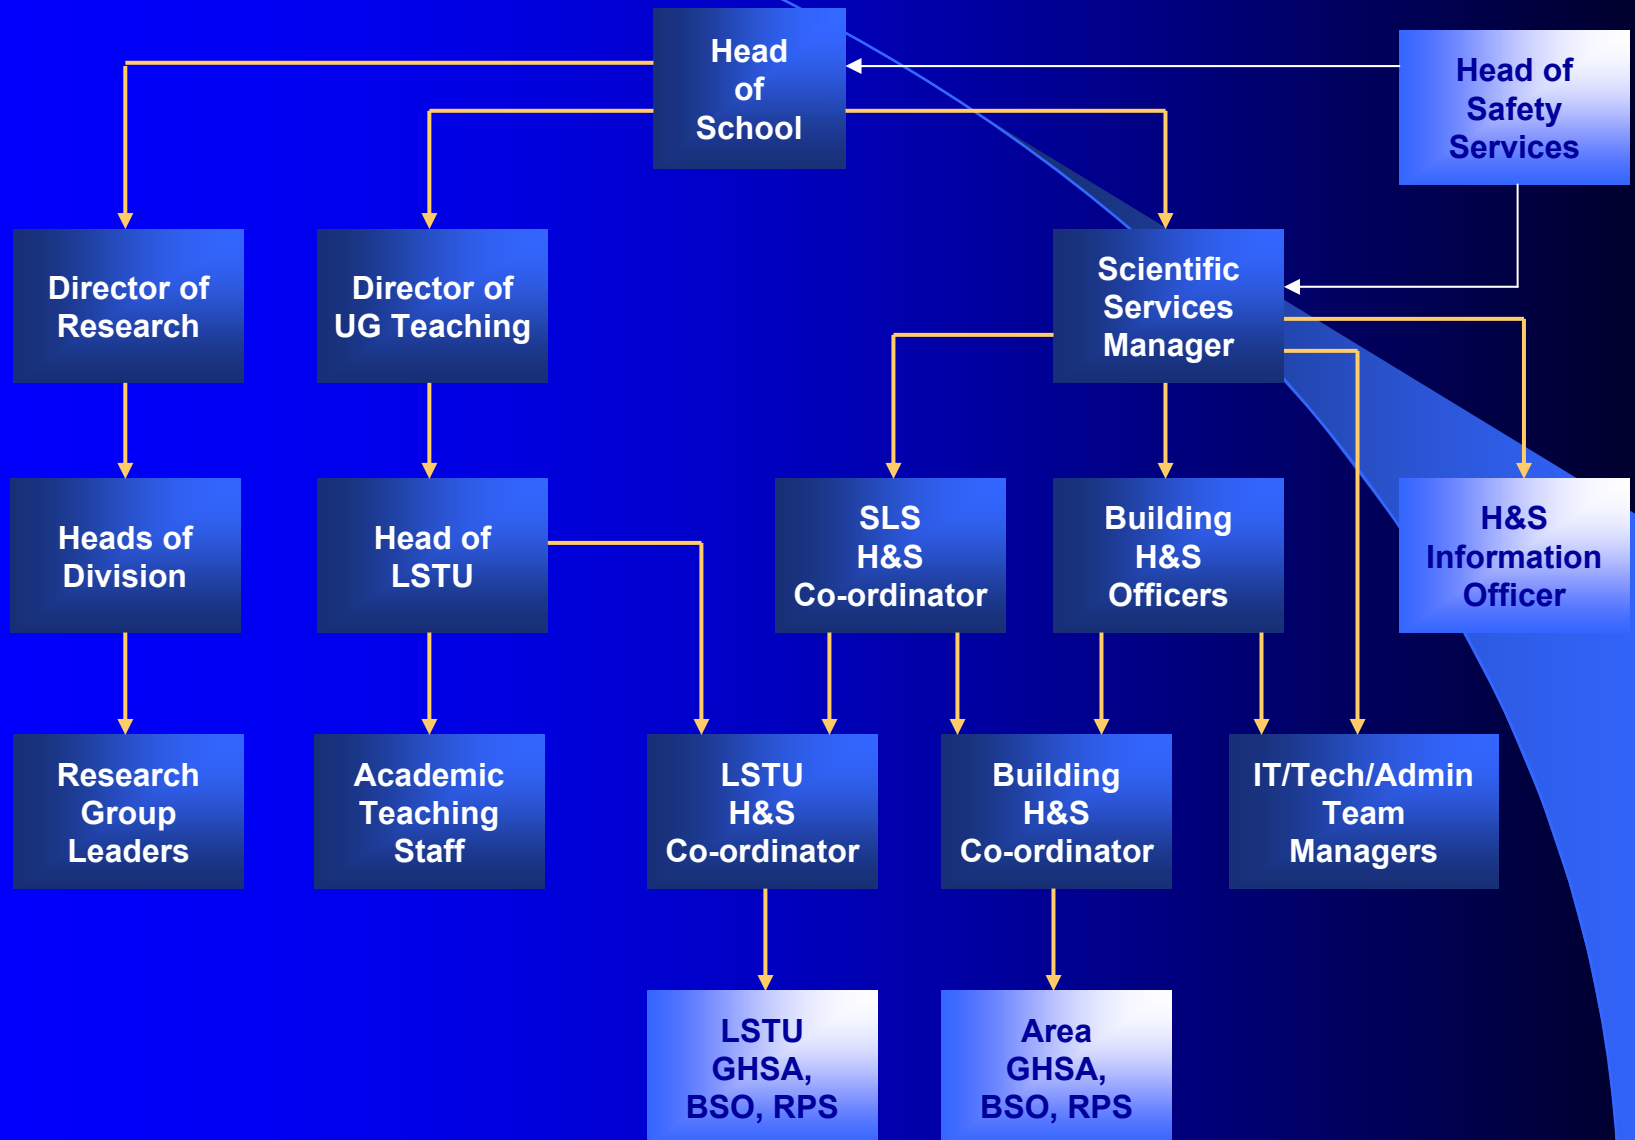 Head
of
School
Head of
Safety
Services
Director of
Research
Director of
UG Teaching
Scientific
Services
Manager
Heads of
Division
Head of
LSTU
SLS
H&S
Co-ordinator
Building
H&S
Officers
H&S
Information
Officer
Research
Group
Leaders
Academic
Teaching
Staff
LSTU
H&S
Co-ordinator
Building
H&S
Co-ordinator
IT/Tech/Admin
Team
Managers
LSTU
GHSA,
BSO, RPS
Area
GHSA,
BSO, RPS